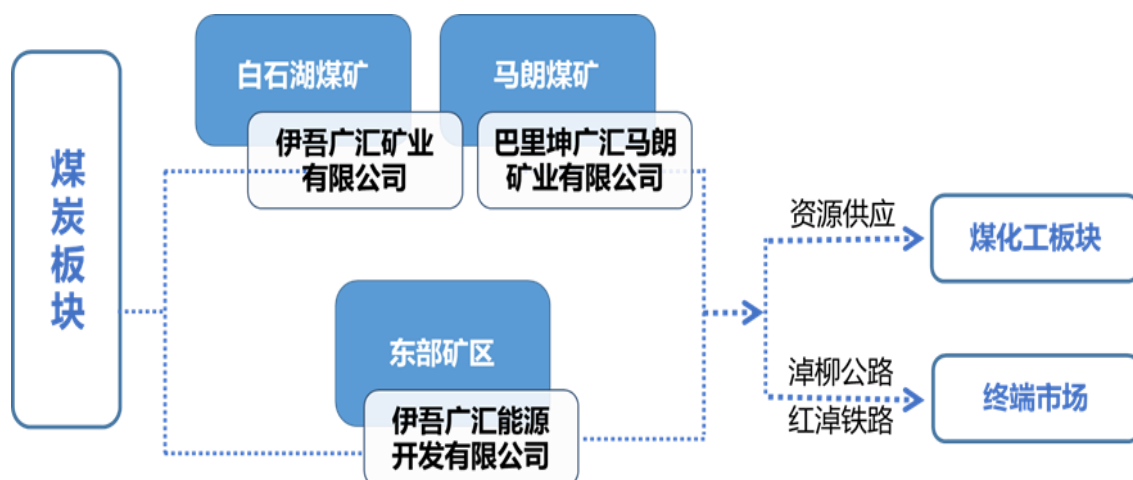 煤炭板块
白石湖煤矿
伊吾广汇矿业
有限公司
马朗煤矿
巴里坤广汇马朗
矿业有限公司
东部矿区
伊吾广汇能源
开发有限公司
资源供应
煤化工板块
淖柳公路
红淖铁路
终端市场